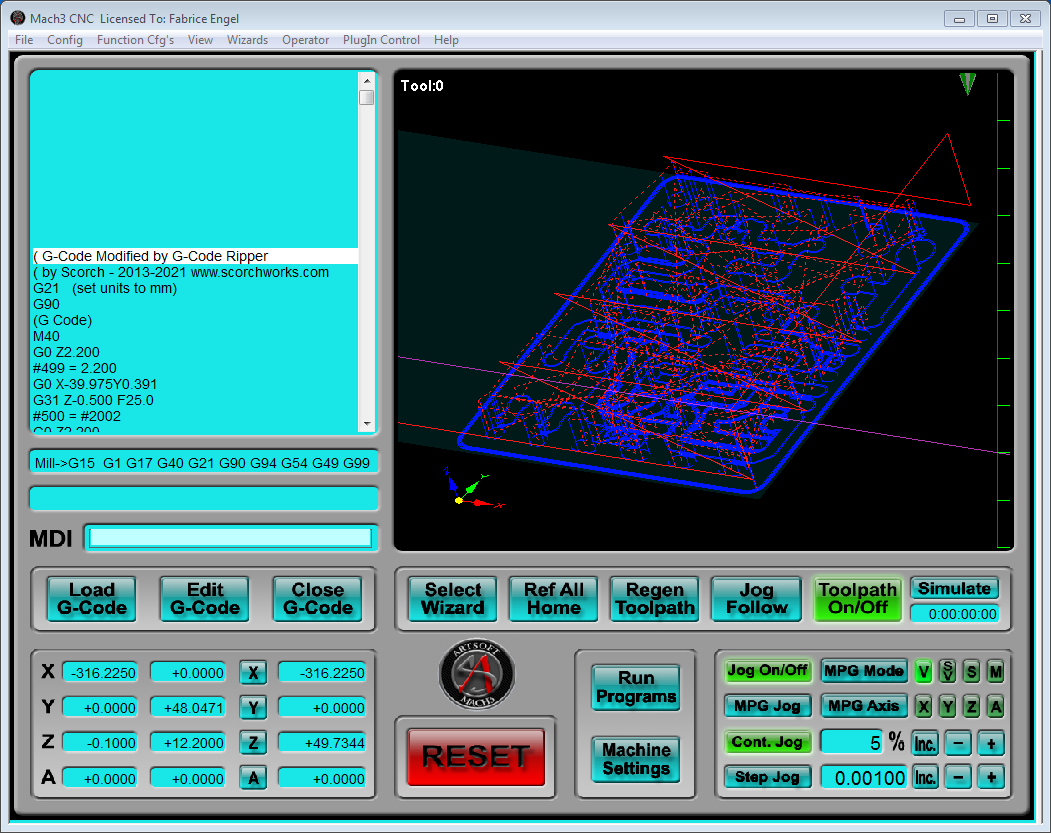 Mach3 CNC Licensed To: Fabrice Engel
File Config Function Cfg's View Wizards Operator PlugIn Control Help
Tool:0
( G-Code Modified by G-Code Ripper
( by Scorch - 2013-2021 www.scorchworks.com
G21 (set units to mm)
G90
(G Code)
M40
G0 Z2.200
#499 = 2.200
G0 X-39.975Y0.391
G31 Z-0.500 F25.0
#500 = #2002
G0 Z2.200
Mill->G15 G1 G17 G40 G21 G90 G94 G54 G49 G99
MDI
Load
G-Code
Edit
G-Code
Close
G-Code
Select
Wizard
Ref All
Home
Regen
Toolpath
Jog
Follow
Toolpath
On/Off
Simulate
0:00:00:00
X -316.2250 +0.0000 X -316.2250
Y +0.0000 +48.0471 Y +0.0000
Z -0.1000 +12.2000 Z +49.7344
A +0.0000 +0.0000 A +0.0000
ARTSOFT
MACH3
RESET
Run
Programs
Machine
Settings
Jog On/Off MPG Mode V S/V S M
MPG Jog MPG Axis X Y Z A
Cont. Jog 5 % Inc. - +
Step Jog 0.00100 Inc. - +